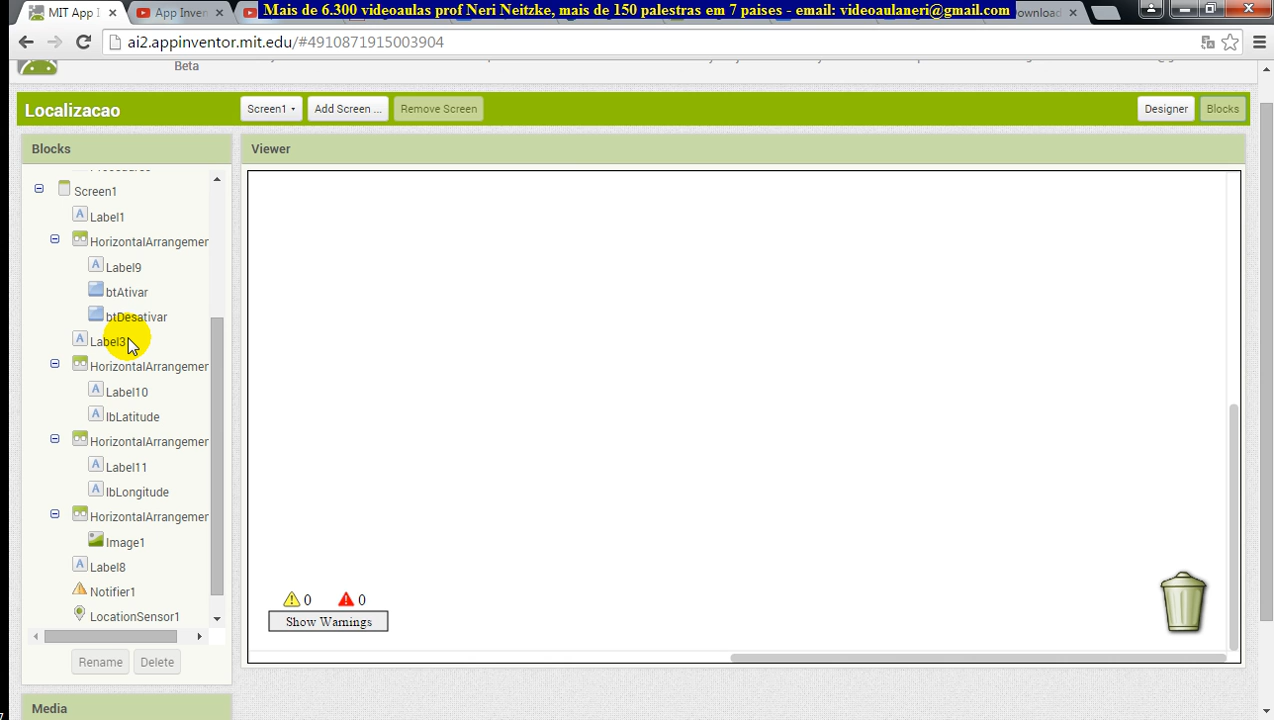 MIT App I
App Inven
Mais de 6.300 videoaulas prof Neri Neitzke, mais de 150 palestras em 7 paises - email: videoaulaneri@gmail.com
ownload
ai2.appinventor.mit.edu/#4910871915003904
Beta
Localizacao
Screen1
Add Screen ...
Remove Screen
Designer
Blocks
Blocks
Viewer
Screen1
Label1
HorizontalArrangemer
Label9
btAtivar
btDesativar
Label3
HorizontalArrangemer
Label10
lbLatitude
HorizontalArrangemer
Label11
lbLongitude
HorizontalArrangemer
Image1
Label8
Notifier1
LocationSensor1
0
0
Show Warnings
Rename
Delete
Media